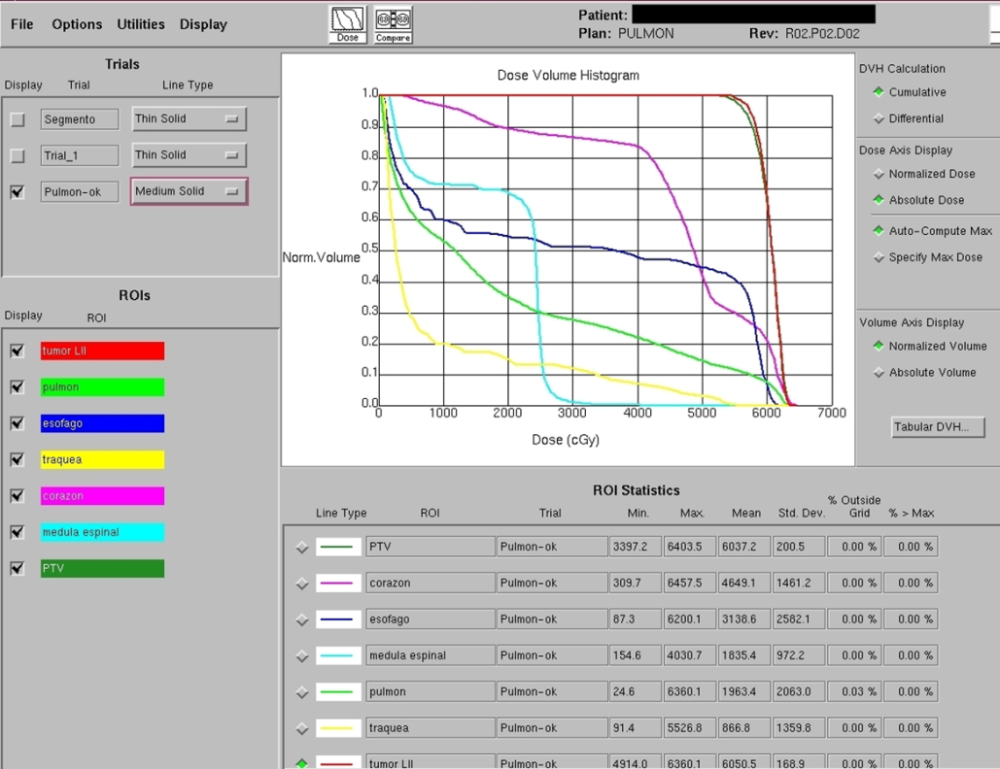 File Options Utilities Display
Dose Compare
Patient:
Plan: PULMON Rev: R02.P02.D02
Trials
Display Trial Line Type
Segmento Thin Solid
Trial_1 Thin Solid
Pulmon-ok Medium Solid
ROIs
Display ROI
tumor LII
pulmon
esofago
traquea
corazon
medula espinal
PTV
Dose Volume Histogram
Norm.Volume
1.0
0.9
0.8
0.7
0.6
0.5
0.4
0.3
0.2
0.1
0.0
0 1000 2000 3000 4000 5000 6000 7000
Dose (cGy)
DVH Calculation
Cumulative
Differential
Dose Axis Display
Normalized Dose
Absolute Dose
Auto-Compute Max
Specify Max Dose
Volume Axis Display
Normalized Volume
Absolute Volume
Tabular DVH...
ROI Statistics
Line Type ROI Trial Min. Max. Mean Std. Dev. % Outside Grid % > Max
PTV Pulmon-ok 3397.2 6403.5 6037.2 200.5 0.00 % 0.00 %
corazon Pulmon-ok 309.7 6457.5 4649.1 1461.2 0.00 % 0.00 %
esofago Pulmon-ok 87.3 6200.1 3138.6 2582.1 0.00 % 0.00 %
medula espinal Pulmon-ok 154.6 4030.7 1835.4 972.2 0.00 % 0.00 %
pulmon Pulmon-ok 24.6 6360.1 1963.4 2063.0 0.03 % 0.00 %
traquea Pulmon-ok 91.4 5526.8 866.8 1359.8 0.00 % 0.00 %
tumor LII Pulmon-ok 4914.0 6360.1 6050.5 168.9 0.00 % 0.00 %